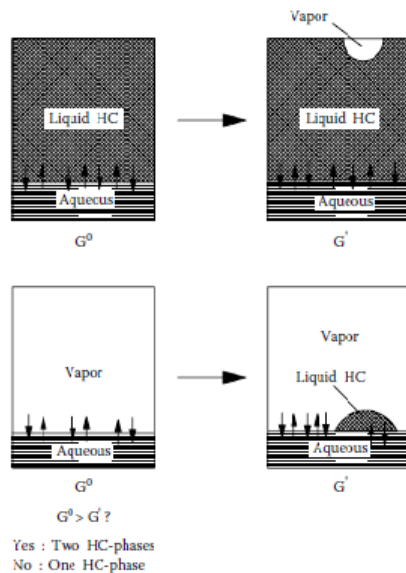 Vapor
Liquid HC
Liquid HC
Aquecus
Aqueous
G⁰
G'
Vapor
Vapor
Liquid HC
Aqueous
Aqueous
G⁰
G'
G⁰ > G' ?
Yes : Two HC-phases
No : One HC-phase